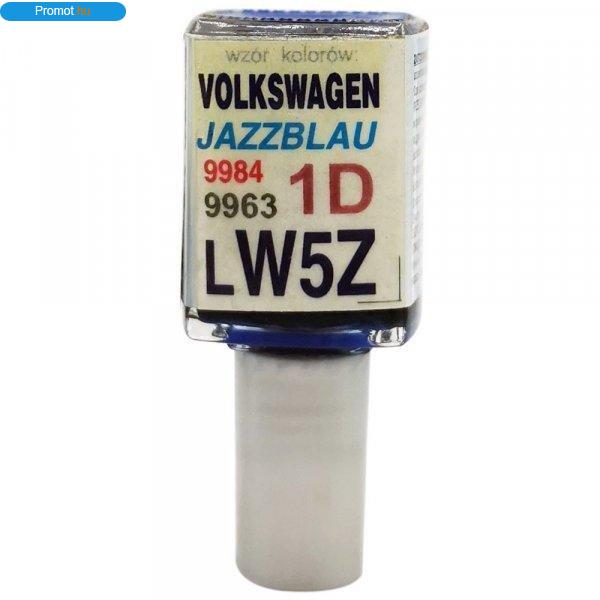 Promot.hu
wzór kolorów:
VOLKSWAGEN
JAZZBLAU
9984
9963 1D
LW5Z